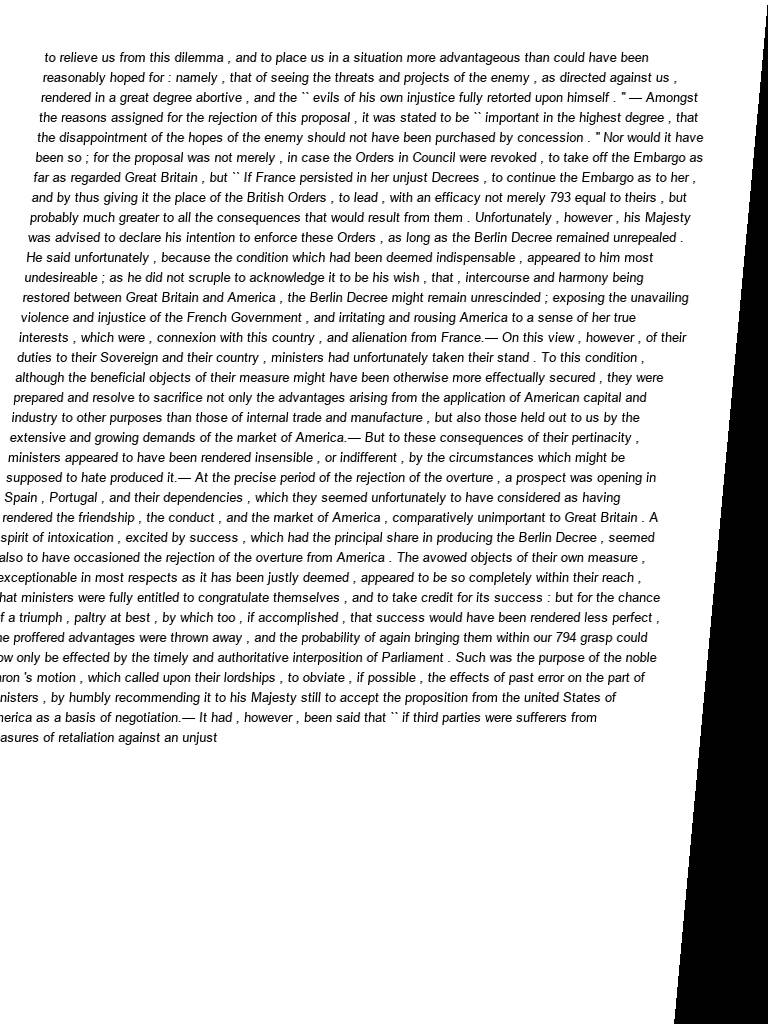 to relieve us from this dilemma , and to place us in a situation more advantageous than could have been
reasonably hoped for : namely , that of seeing the threats and projects of the enemy , as directed against us ,
rendered in a great degree abortive , and the `` evils of his own injustice fully retorted upon himself . " — Amongst
the reasons assigned for the rejection of this proposal , it was stated to be `` important in the highest degree , that
the disappointment of the hopes of the enemy should not have been purchased by concession . " Nor would it have
been so ; for the proposal was not merely , in case the Orders in Council were revoked , to take off the Embargo as
far as regarded Great Britain , but `` If France persisted in her unjust Decrees , to continue the Embargo as to her ,
and by thus giving it the place of the British Orders , to lead , with an efficacy not merely 793 equal to theirs , but
probably much greater to all the consequences that would result from them . Unfortunately , however , his Majesty
was advised to declare his intention to enforce these Orders , as long as the Berlin Decree remained unrepealed .
He said unfortunately , because the condition which had been deemed indispensable , appeared to him most
undesireable ; as he did not scruple to acknowledge it to be his wish , that , intercourse and harmony being
restored between Great Britain and America , the Berlin Decree might remain unrescinded ; exposing the unavailing
violence and injustice of the French Government , and irritating and rousing America to a sense of her true
interests , which were , connexion with this country , and alienation from France.— On this view , however , of their
duties to their Sovereign and their country , ministers had unfortunately taken their stand . To this condition ,
although the beneficial objects of their measure might have been otherwise more effectually secured , they were
prepared and resolve to sacrifice not only the advantages arising from the application of American capital and
industry to other purposes than those of internal trade and manufacture , but also those held out to us by the
extensive and growing demands of the market of America.— But to these consequences of their pertinacity ,
ministers appeared to have been rendered insensible , or indifferent , by the circumstances which might be
supposed to hate produced it.— At the precise period of the rejection of the overture , a prospect was opening in
Spain , Portugal , and their dependencies , which they seemed unfortunately to have considered as having
rendered the friendship , the conduct , and the market of America , comparatively unimportant to Great Britain . A
spirit of intoxication , excited by success , which had the principal share in producing the Berlin Decree , seemed
also to have occasioned the rejection of the overture from America . The avowed objects of their own measure ,
exceptionable in most respects as it has been justly deemed , appeared to be so completely within their reach ,
hat ministers were fully entitled to congratulate themselves , and to take credit for its success : but for the chance
f a triumph , paltry at best , by which too , if accomplished , that success would have been rendered less perfect ,
he proffered advantages were thrown away , and the probability of again bringing them within our 794 grasp could
ow only be effected by the timely and authoritative interposition of Parliament . Such was the purpose of the noble
aron 's motion , which called upon their lordships , to obviate , if possible , the effects of past error on the part of
nisters , by humbly recommending it to his Majesty still to accept the proposition from the united States of
merica as a basis of negotiation.— It had , however , been said that `` if third parties were sufferers from
asures of retaliation against an unjust